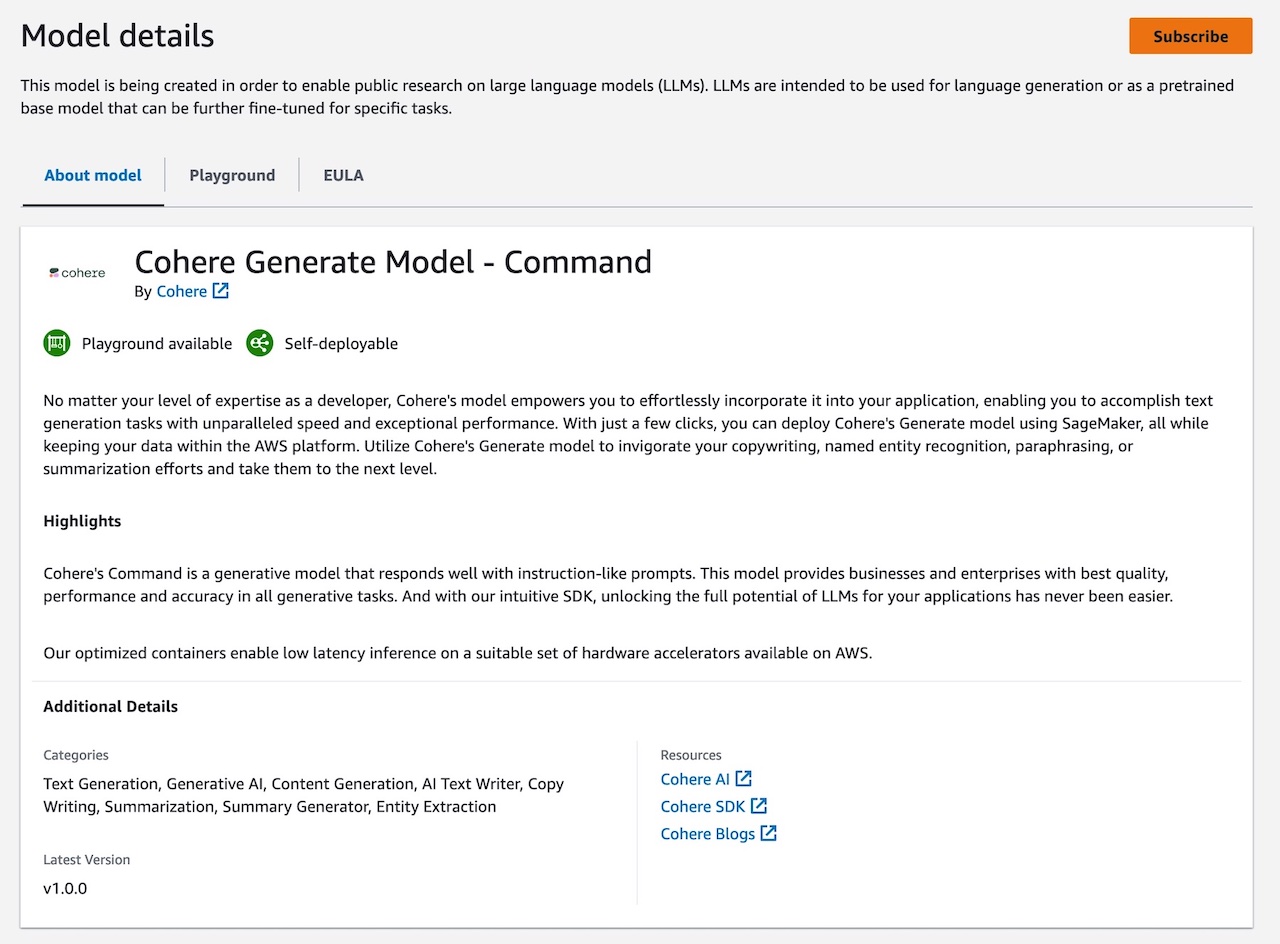 Model details
Subscribe
This model is being created in order to enable public research on large language models (LLMs). LLMs are intended to be used for language generation or as a pretrained
base model that can be further fine-tuned for specific tasks.
About model
Playground
EULA
cohere
Cohere Generate Model - Command
By Cohere
Playground available
Self-deployable
No matter your level of expertise as a developer, Cohere's model empowers you to effortlessly incorporate it into your application, enabling you to accomplish text
generation tasks with unparalleled speed and exceptional performance. With just a few clicks, you can deploy Cohere's Generate model using SageMaker, all while
keeping your data within the AWS platform. Utilize Cohere's Generate model to invigorate your copywriting, named entity recognition, paraphrasing, or
summarization efforts and take them to the next level.
Highlights
Cohere's Command is a generative model that responds well with instruction-like prompts. This model provides businesses and enterprises with best quality,
performance and accuracy in all generative tasks. And with our intuitive SDK, unlocking the full potential of LLMs for your applications has never been easier.
Our optimized containers enable low latency inference on a suitable set of hardware accelerators available on AWS.
Additional Details
Categories
Text Generation, Generative AI, Content Generation, AI Text Writer, Copy
Writing, Summarization, Summary Generator, Entity Extraction
Latest Version
v1.0.0
Resources
Cohere AI
Cohere SDK
Cohere Blogs